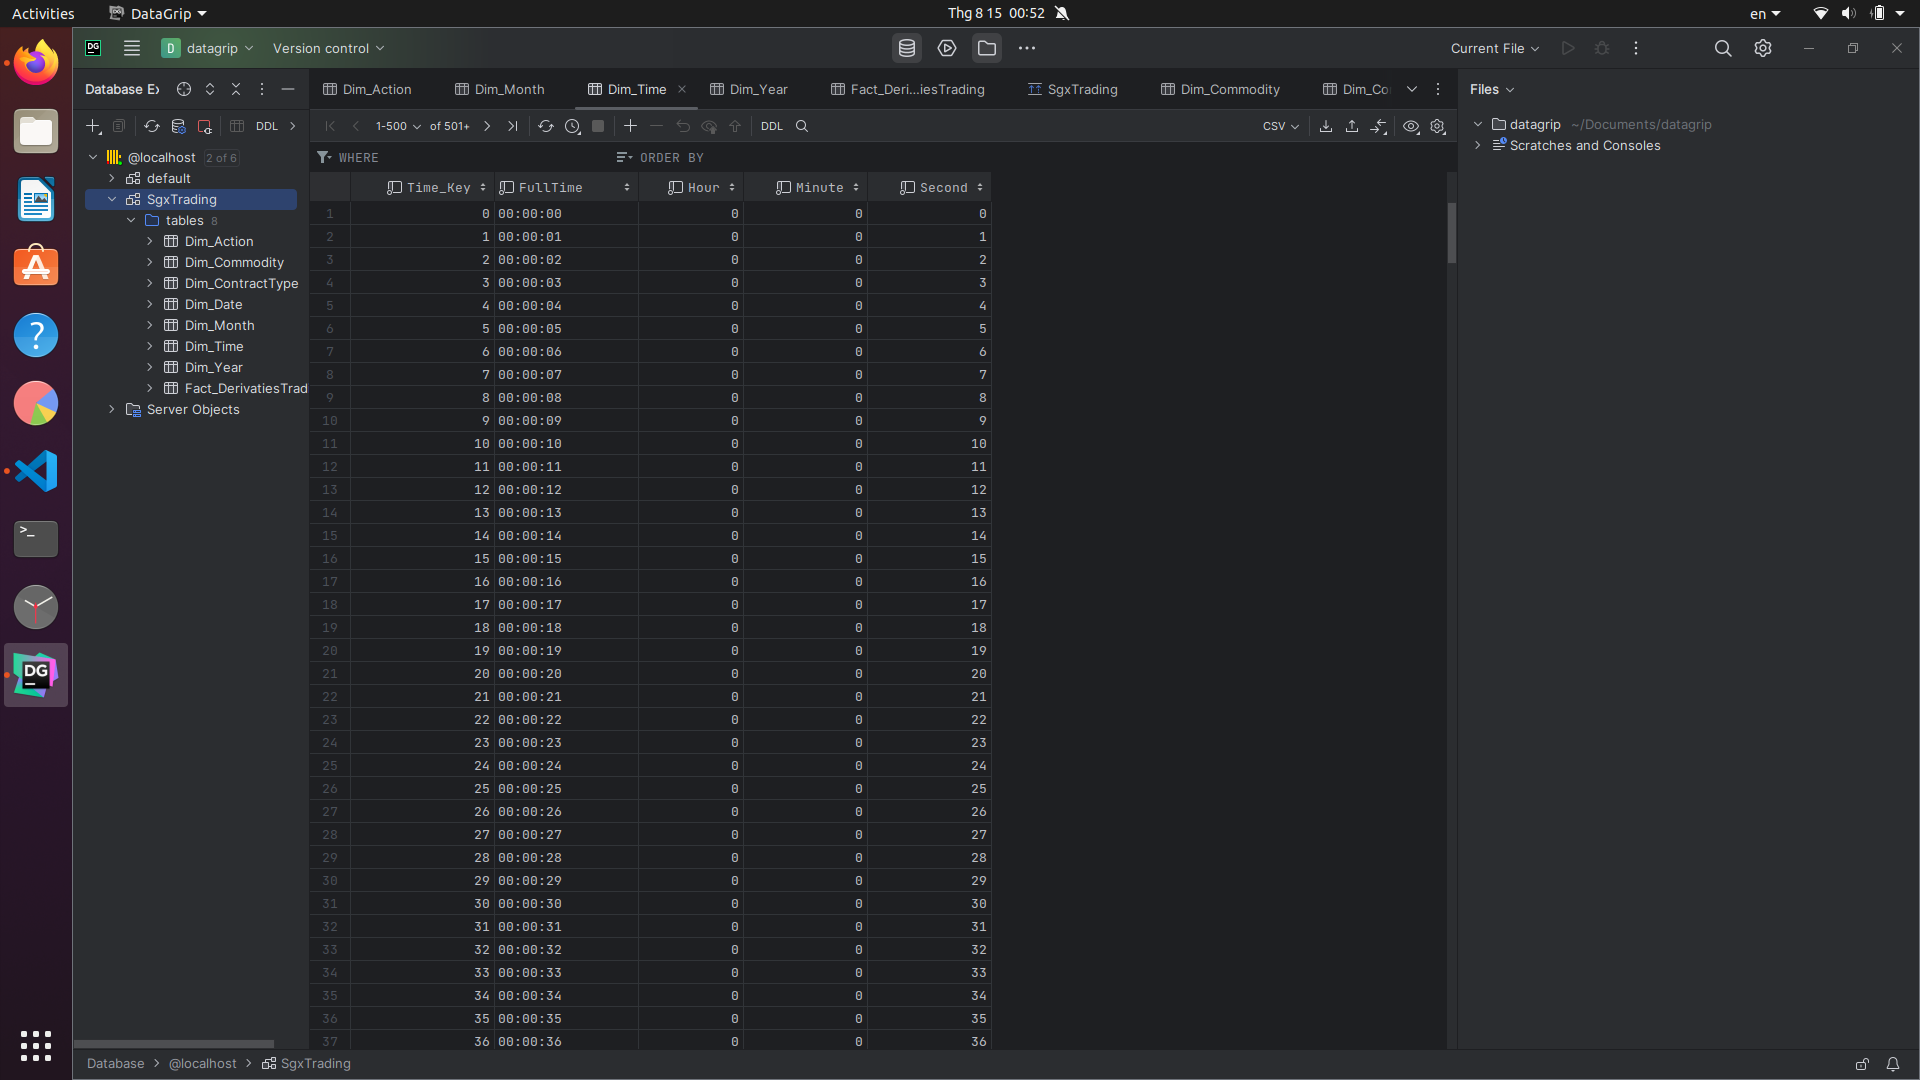 Activities DataGrip Thg 8 15 00:52 en
DG D datagrip Version control Current File
Database Ex Dim_Action Dim_Month Dim_Time Dim_Year Fact_Deri...iesTrading SgxTrading Dim_Commodity Dim_Co Files
DDL 1-500 of 501+ DDL CSV
datagrip ~/Documents/datagrip
Scratches and Consoles
@localhost 2 of 6
default
SgxTrading
tables 8
Dim_Action
Dim_Commodity
Dim_ContractType
Dim_Date
Dim_Month
Dim_Time
Dim_Year
Fact_DerivatiesTrad
Server Objects
WHERE ORDER BY
Time_Key FullTime Hour Minute Second
1 0 00:00:00 0 0 0
2 1 00:00:01 0 0 1
3 2 00:00:02 0 0 2
4 3 00:00:03 0 0 3
5 4 00:00:04 0 0 4
6 5 00:00:05 0 0 5
7 6 00:00:06 0 0 6
8 7 00:00:07 0 0 7
9 8 00:00:08 0 0 8
10 9 00:00:09 0 0 9
11 10 00:00:10 0 0 10
12 11 00:00:11 0 0 11
13 12 00:00:12 0 0 12
14 13 00:00:13 0 0 13
15 14 00:00:14 0 0 14
16 15 00:00:15 0 0 15
17 16 00:00:16 0 0 16
18 17 00:00:17 0 0 17
19 18 00:00:18 0 0 18
20 19 00:00:19 0 0 19
21 20 00:00:20 0 0 20
22 21 00:00:21 0 0 21
23 22 00:00:22 0 0 22
24 23 00:00:23 0 0 23
25 24 00:00:24 0 0 24
26 25 00:00:25 0 0 25
27 26 00:00:26 0 0 26
28 27 00:00:27 0 0 27
29 28 00:00:28 0 0 28
30 29 00:00:29 0 0 29
31 30 00:00:30 0 0 30
32 31 00:00:31 0 0 31
33 32 00:00:32 0 0 32
34 33 00:00:33 0 0 33
35 34 00:00:34 0 0 34
36 35 00:00:35 0 0 35
37 36 00:00:36 0 0 36
DG
Database @localhost SgxTrading